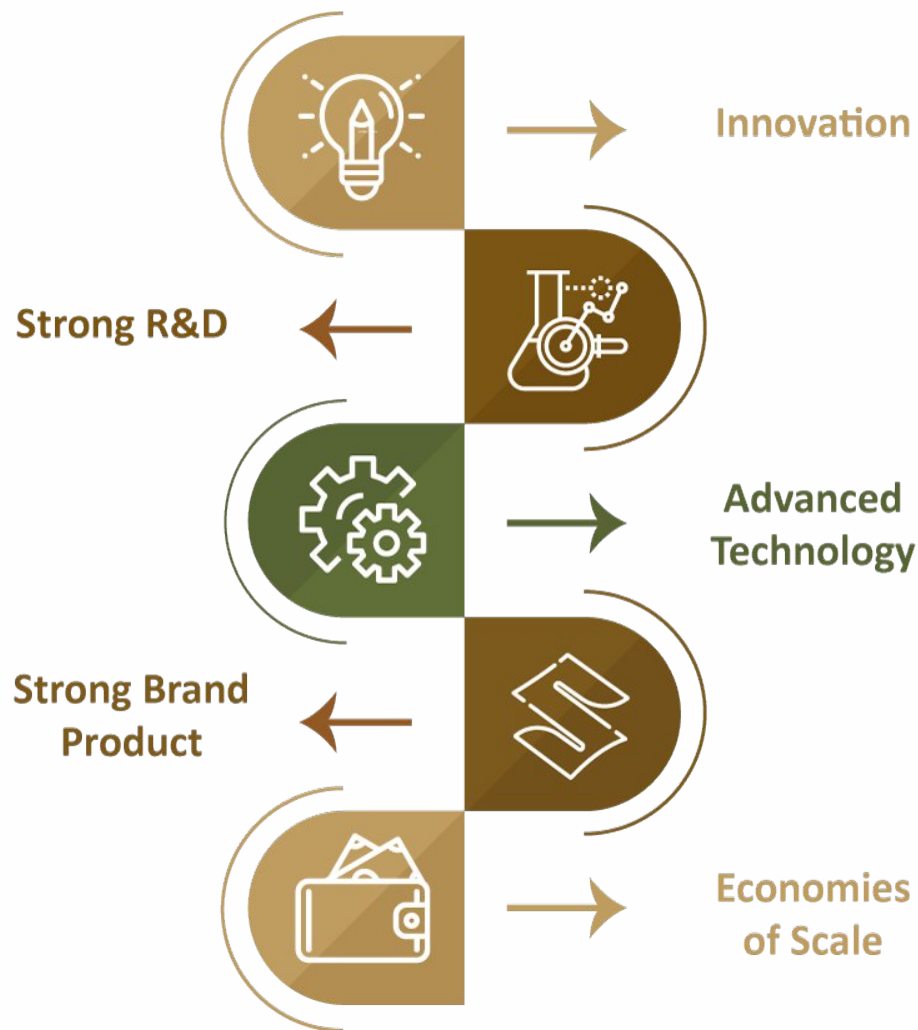 Innovation
Strong R&D
Advanced
Technology
Strong Brand
Product
Economies
of Scale